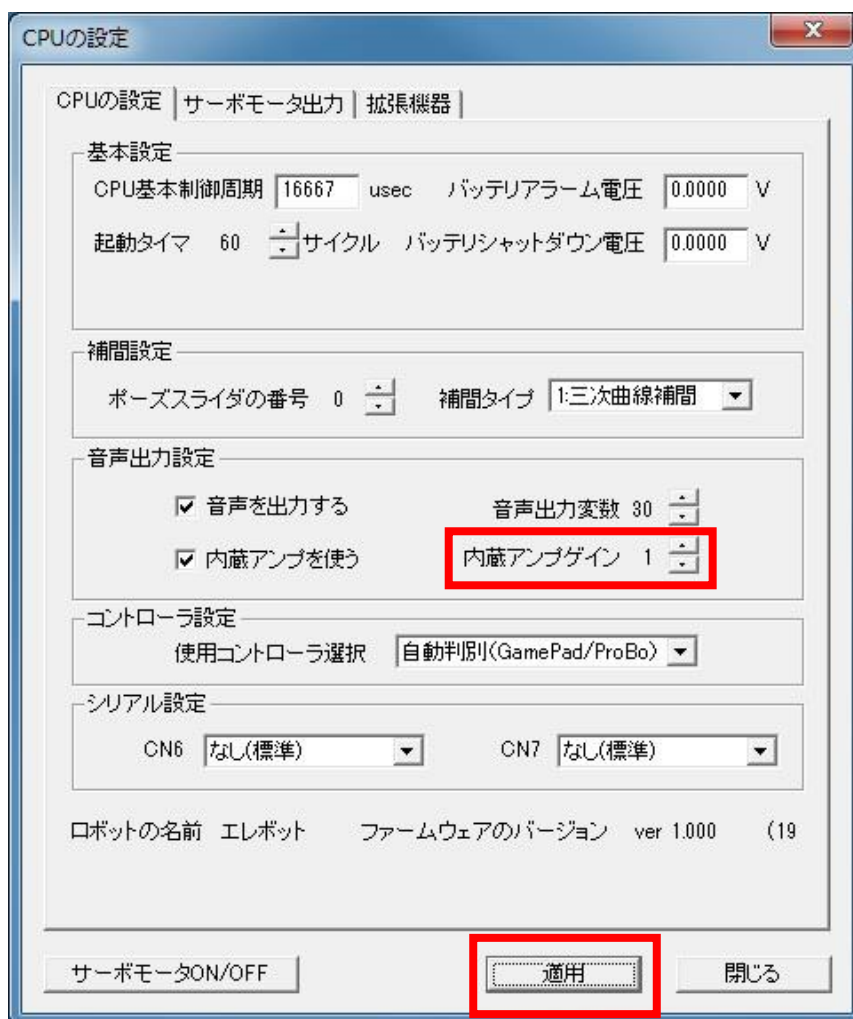 CPUの設定
CPUの設定 サーボモータ出力 拡張機器
基本設定
CPU基本制御周期 16667 usec バッテリアラーム電圧 0.0000 V
起動タイマ 60 サイクル バッテリシャットダウン電圧 0.0000 V
補間設定
ポーズスライダの番号 0 補間タイプ 1:三次曲線補間
音声出力設定
音声を出力する 音声出力変数 30
内蔵アンプを使う 内蔵アンプゲイン 1
コントローラ設定
使用コントローラ選択 自動判別(GamePad/ProBo)
シリアル設定
CN6 なし(標準) CN7 なし(標準)
ロボットの名前 エレボット ファームウェアのバージョン ver 1.000 (19
サーボモータON/OFF 適用 閉じる